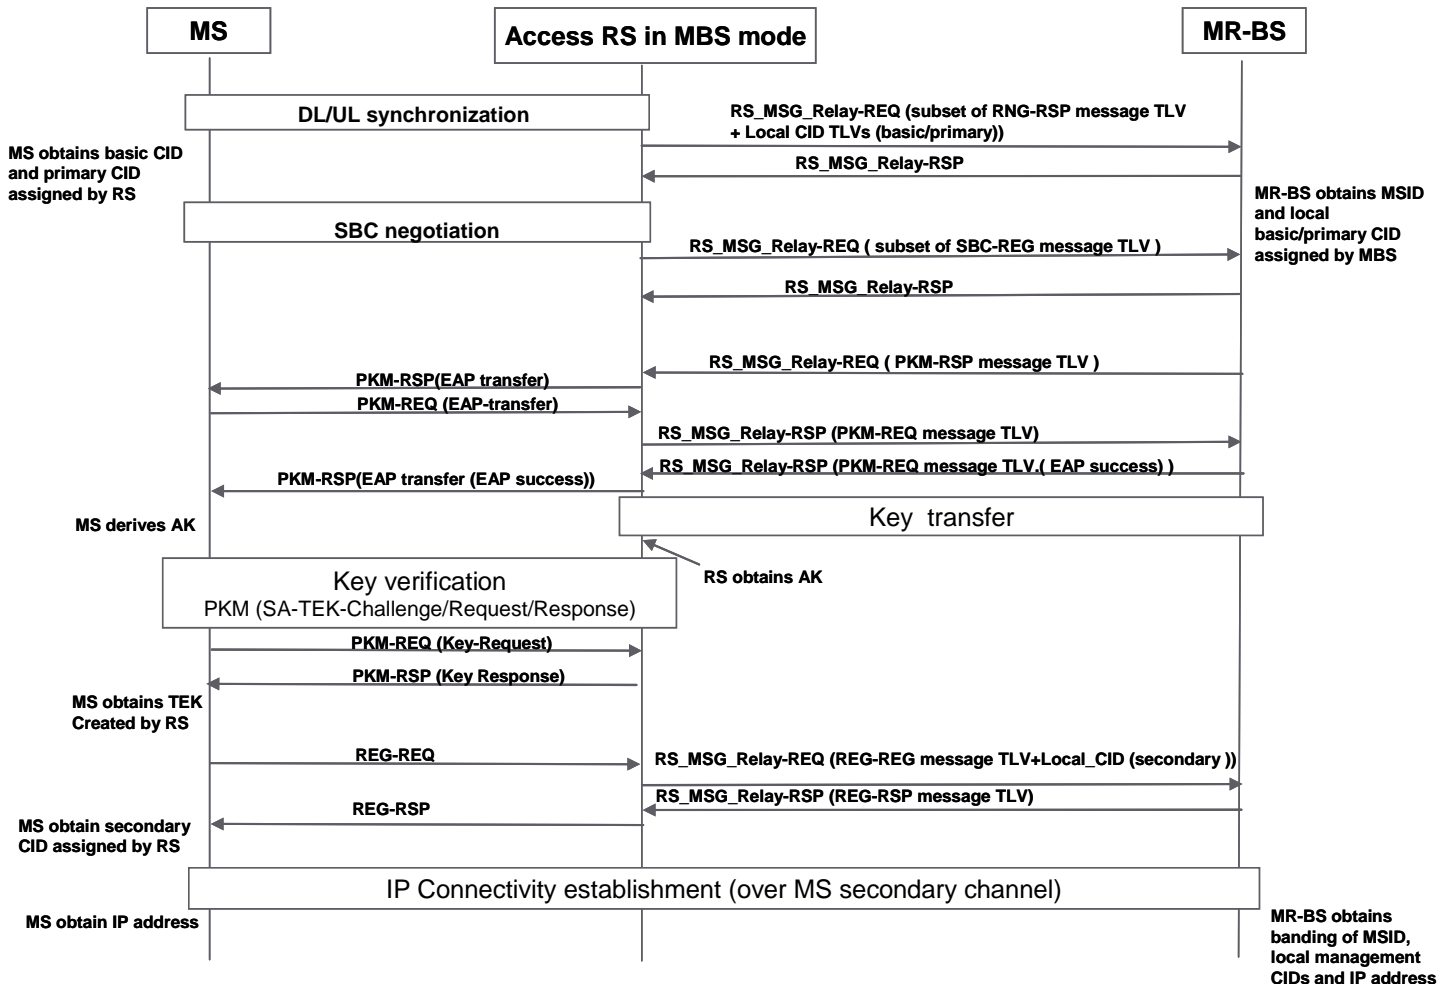 MS
Access RS in MBS mode
MR-BS
DL/UL synchronization
RS_MSG_Relay-REQ (subset of RNG-RSP message TLV
+ Local CID TLVs (basic/primary))
MS obtains basic CID
and primary CID
assigned by RS
RS_MSG_Relay-RSP
MR-BS obtains MSID
and local
basic/primary CID
assigned by MBS
SBC negotiation
RS_MSG_Relay-REQ ( subset of SBC-REG message TLV )
RS_MSG_Relay-RSP
RS_MSG_Relay-REQ ( PKM-RSP message TLV )
PKM-RSP(EAP transfer)
PKM-REQ (EAP-transfer)
RS_MSG_Relay-RSP (PKM-REQ message TLV)
RS_MSG_Relay-RSP (PKM-REQ message TLV.( EAP success) )
PKM-RSP(EAP transfer (EAP success))
MS derives AK
Key transfer
RS obtains AK
Key verification
PKM (SA-TEK-Challenge/Request/Response)
PKM-REQ (Key-Request)
PKM-RSP (Key Response)
MS obtains TEK
Created by RS
REG-REQ
RS_MSG_Relay-REQ (REG-REG message TLV+Local_CID (secondary ))
RS_MSG_Relay-RSP (REG-RSP message TLV)
REG-RSP
MS obtain secondary
CID assigned by RS
IP Connectivity establishment (over MS secondary channel)
MS obtain IP address
MR-BS obtains
banding of MSID,
local management
CIDs and IP address